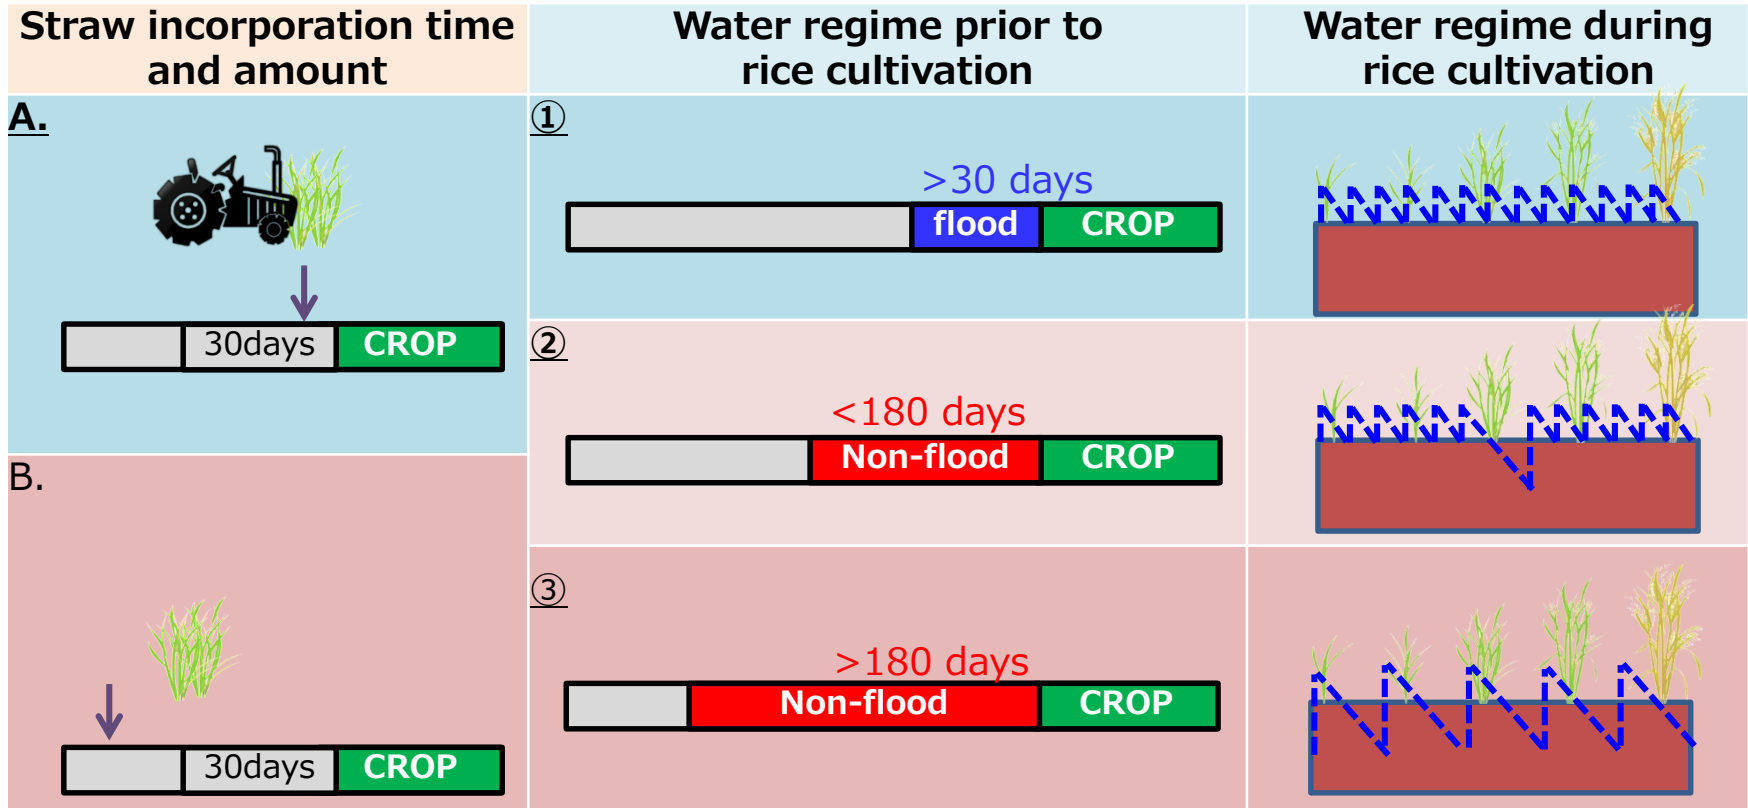 Straw incorporation time
and amount
Water regime prior to
rice cultivation
Water regime during
rice cultivation
A.
30days
CROP
B.
30days
CROP
①
>30 days
flood
CROP
②
<180 days
Non-flood
CROP
③
>180 days
Non-flood
CROP